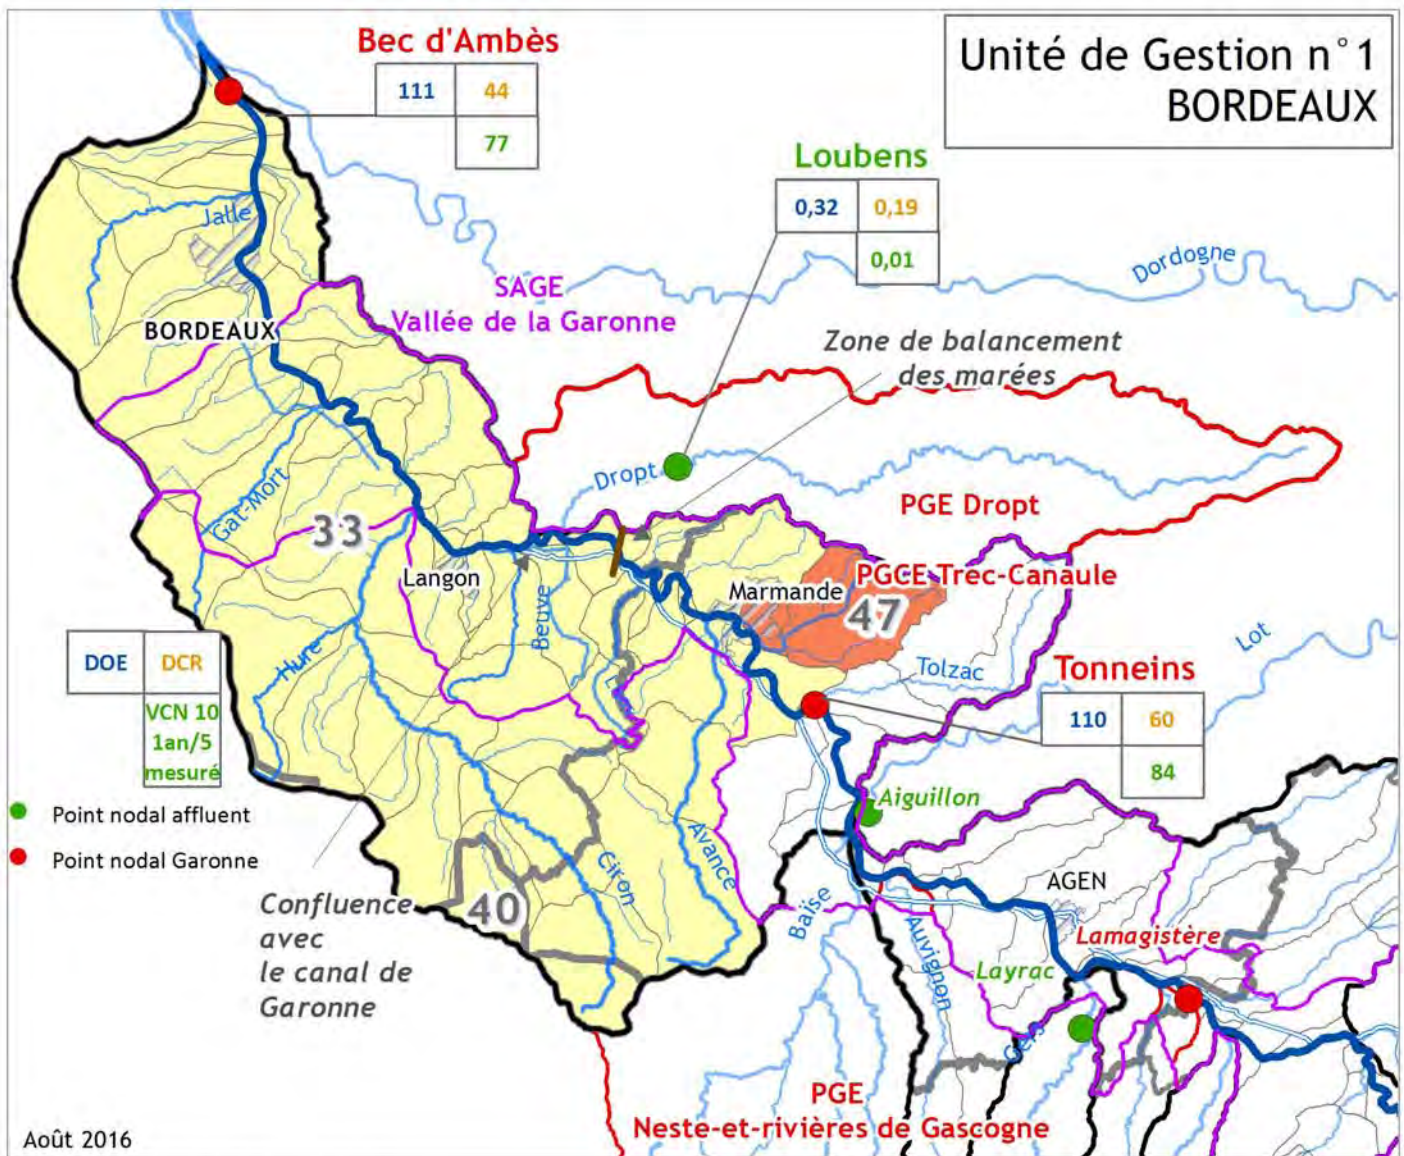 Unité de Gestion n°1
BORDEAUX
Bec d'Ambès
111
44
77
Loubens
0,32
0,19
0,01
Jalle
Dordogne
SAGE
Vallée de la Garonne
BORDEAUX
Zone de balancement
des marées
Dropt
Gat-Mort
PGE Dropt
33
Langon
Beuve
Marmande
PGCE Trec-Canaule
47
Hure
Tolzac
Lot
DOE
DCR
VCN 10
1an/5
mesuré
Tonneins
110
60
84
Point nodal affluent
Point nodal Garonne
Aiguillon
Avance
Ciron
40
AGEN
Baïse
Auvignon
Lamagistère
Layrac
Gers
Confluence
avec
le canal de
Garonne
PGE
Neste-et-rivières de Gascogne
Août 2016